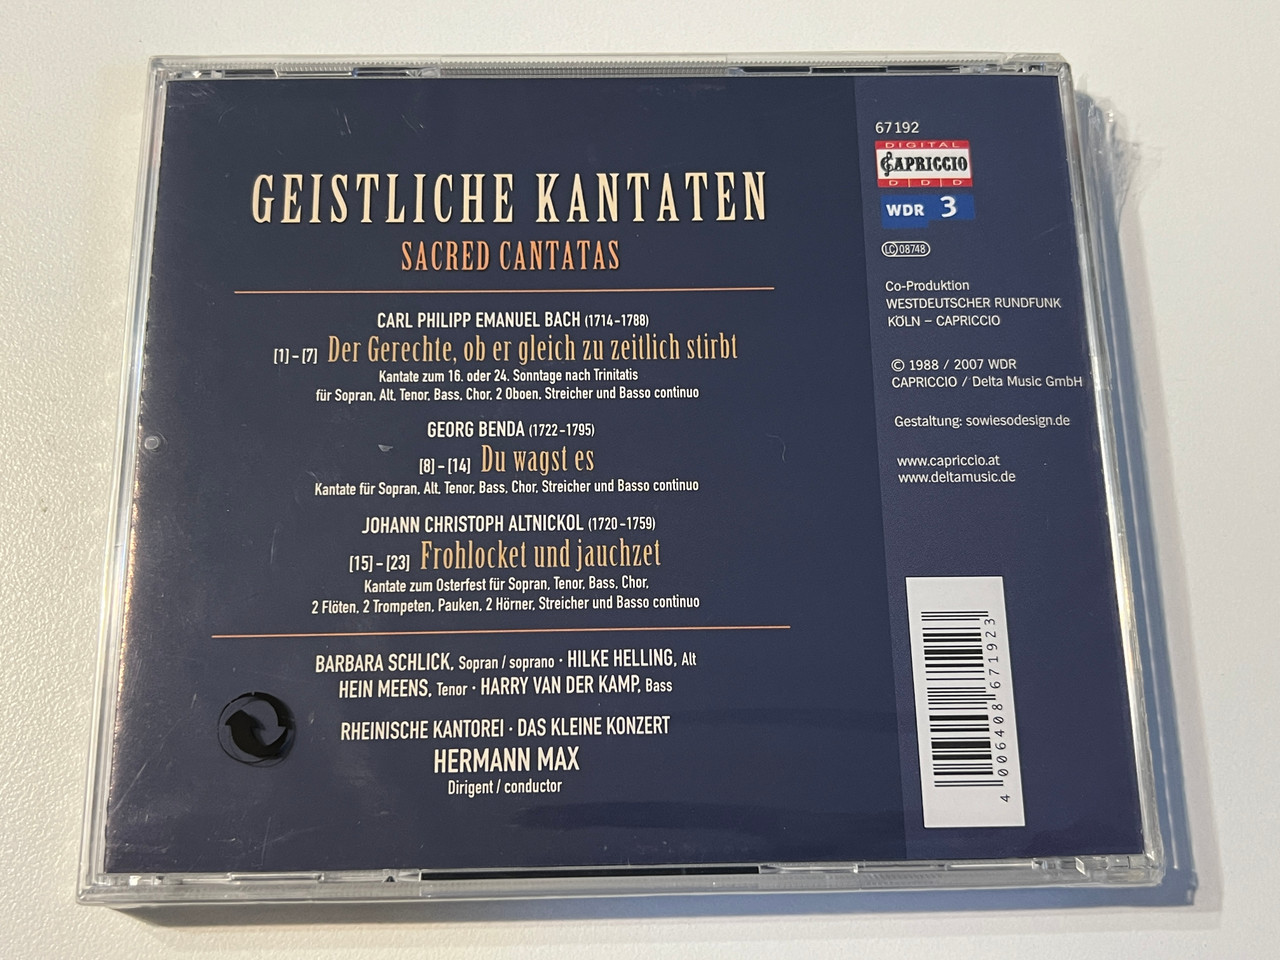 GEISTLICHE KANTATEN
SACRED CANTATAS
CARL PHILIPP EMANUEL BACH (1714–1788)
[1]–[7] Der Gerechte, ob er gleich zu zeitlich stirbt
Kantate zum 16. oder 24. Sonntage nach Trinitatis
für Sopran, Alt, Tenor, Bass, Chor, 2 Oboen, Streicher und Basso continuo
GEORG BENDA (1722–1795)
[8]–[14] Du wagst es
Kantate für Sopran, Alt, Tenor, Bass, Chor, Streicher und Basso continuo
JOHANN CHRISTOPH ALTNICKOL (1720–1759)
[15]–[23] Frohlocket und jauchzet
Kantate zum Osterfest für Sopran, Tenor, Bass, Chor,
2 Flöten, 2 Trompeten, Pauken, 2 Hörner, Streicher und Basso continuo
BARBARA SCHLICK, Sopran / soprano · HILKE HELLING, Alt
HEIN MEENS, Tenor · HARRY VAN DER KAMP, Bass
RHEINISCHE KANTOREI · DAS KLEINE KONZERT
HERMANN MAX
Dirigent / conductor
67192
DIGITAL
CAPRICCIO
D D D
WDR 3
LC 08748
Co-Produktion
WESTDEUTSCHER RUNDFUNK
KÖLN – CAPRICCIO
© 1988 / 2007 WDR
CAPRICCIO / Delta Music GmbH
Gestaltung: sowiesodesign.de
www.capriccio.at
www.deltamusic.de
4 006408 671923